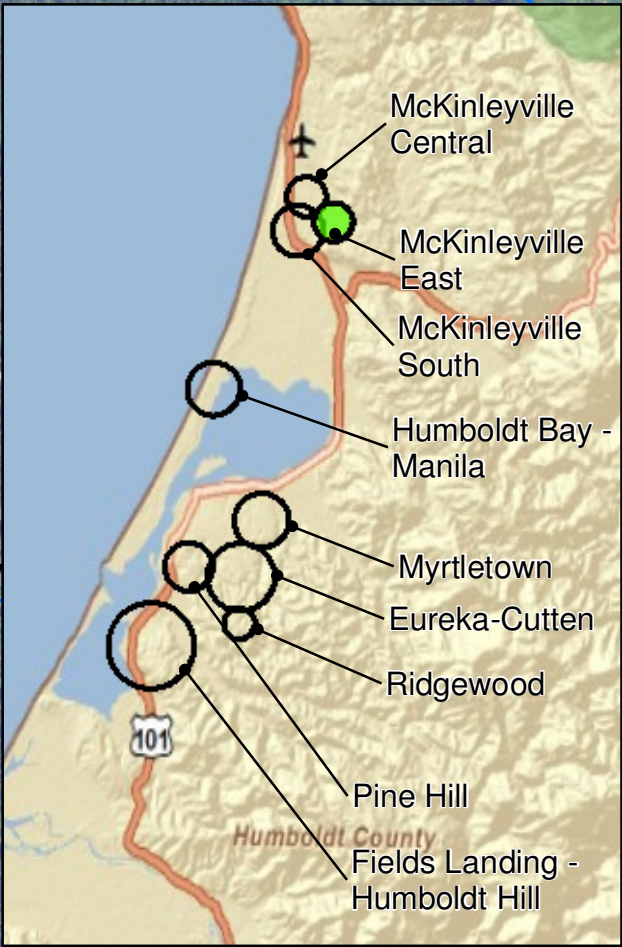 McKinleyville
Central
McKinleyville
East
McKinleyville
South
Humboldt Bay -
Manila
Myrtletown
Eureka-Cutten
Ridgewood
101
Pine Hill
Humboldt County
Fields Landing -
Humboldt Hill